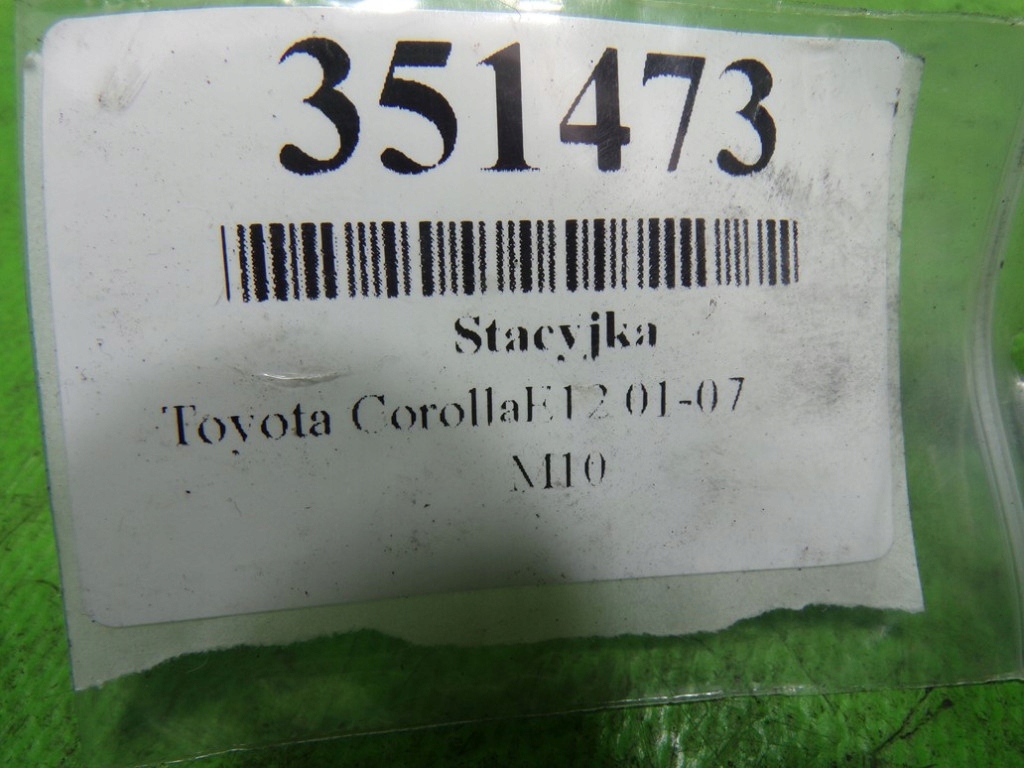 351473
Stacyjka
Toyota CorollaE12 01-07
M10